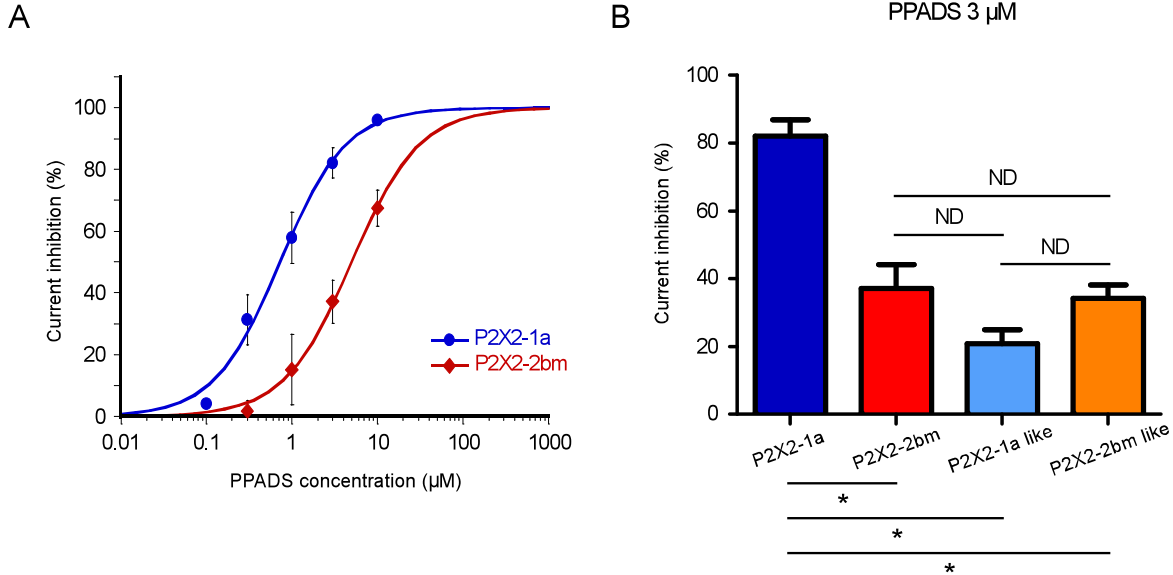 A
Current inhibition (%)
100
80
60
40
20
0
0.01 0.1 1 10 100 1000
PPADS concentration (µM)
P2X2-1a
P2X2-2bm
B
PPADS 3 µM
Current inhibition (%)
100
80
60
40
20
0
ND
ND
ND
P2X2-1a P2X2-2bm P2X2-1a like P2X2-2bm like
*
*
*